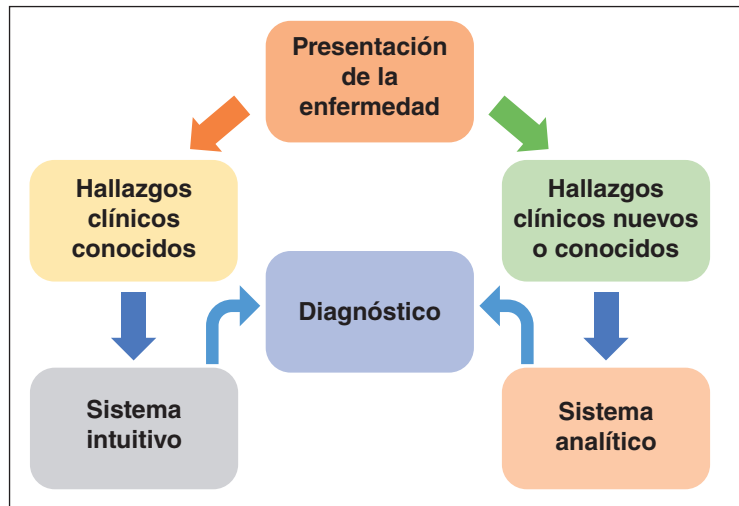 Presentación
de la
enfermedad
Hallazgos
clínicos
conocidos
Hallazgos
clínicos nuevos
o conocidos
Diagnóstico
Sistema
intuitivo
Sistema
analítico